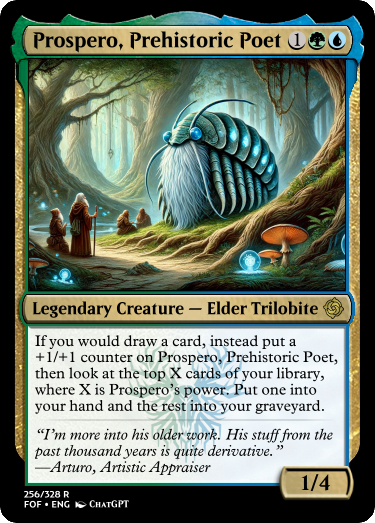 Prospero, Prehistoric Poet 1
Legendary Creature — Elder Trilobite
If you would draw a card, instead put a
+1/+1 counter on Prospero, Prehistoric Poet,
then look at the top X cards of your library,
where X is Prospero's power. Put one into
your hand and the rest into your graveyard.
“I'm more into his older work. His stuff from the
past thousand years is quite derivative.”
—Arturo, Artistic Appraiser
1/4
256/328 R
FOF • ENG ChatGPT